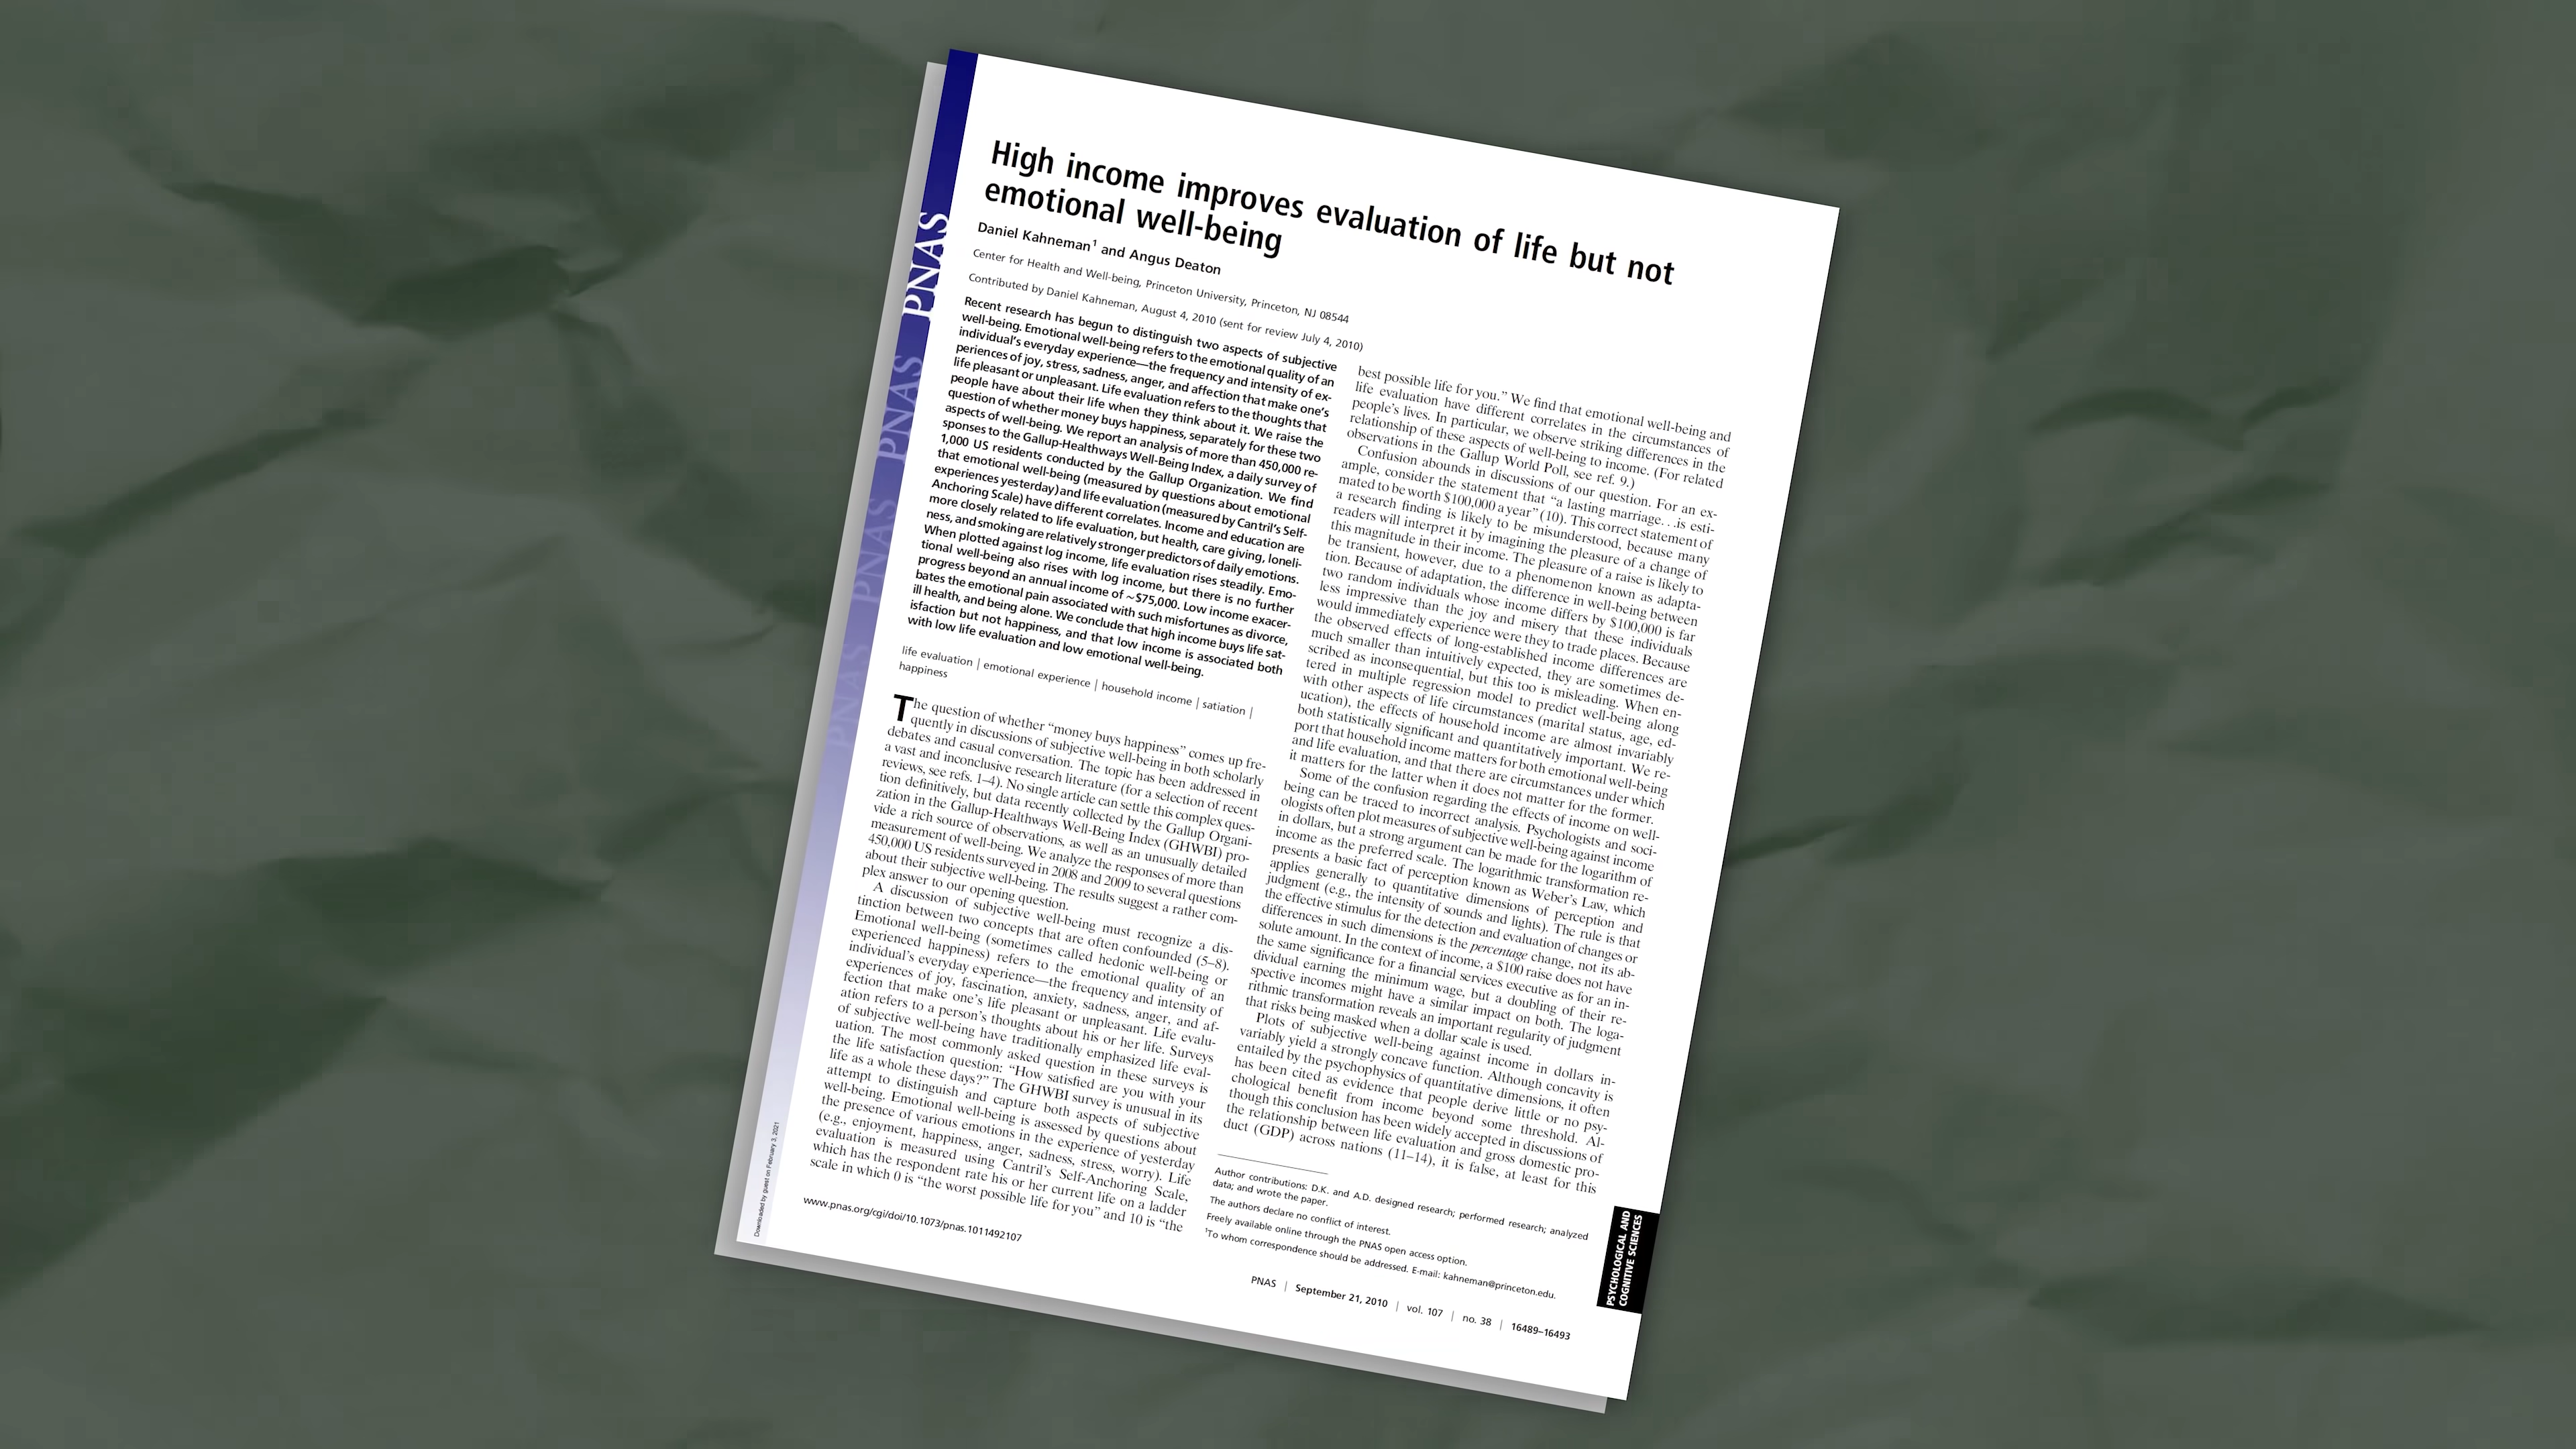 PNAS PNAS PNAS PNAS
High income improves evaluation of life but not
emotional well-being
Daniel Kahneman1 and Angus Deaton
Center for Health and Well-being, Princeton University, Princeton, NJ 08544
Contributed by Daniel Kahneman, August 4, 2010 (sent for review July 4, 2010)
Recent research has begun to distinguish two aspects of subjective
well-being. Emotional well-being refers to the emotional quality of an
individual's everyday experience—the frequency and intensity of ex-
periences of joy, stress, sadness, anger, and affection that make one's
life pleasant or unpleasant. Life evaluation refers to the thoughts that
people have about their life when they think about it. We raise the
question of whether money buys happiness, separately for these two
aspects of well-being. We report an analysis of more than 450,000 re-
sponses to the Gallup-Healthways Well-Being Index, a daily survey of
1,000 US residents conducted by the Gallup Organization. We find
that emotional well-being (measured by questions about emotional
experiences yesterday) and life evaluation (measured by Cantril's Self-
Anchoring Scale) have different correlates. Income and education are
more closely related to life evaluation, but health, care giving, loneli-
ness, and smoking are relatively stronger predictors of daily emotions.
When plotted against log income, life evaluation rises steadily. Emo-
tional well-being also rises with log income, but there is no further
progress beyond an annual income of ~$75,000. Low income exacer-
bates the emotional pain associated with such misfortunes as divorce,
ill health, and being alone. We conclude that high income buys life sat-
isfaction but not happiness, and that low income is associated both
with low life evaluation and low emotional well-being.
life evaluation | emotional experience | household income | satiation |
happiness
The question of whether “money buys happiness” comes up fre-
quently in discussions of subjective well-being in both scholarly
debates and casual conversation. The topic has been addressed in
a vast and inconclusive research literature (for a selection of recent
reviews, see refs. 1–4). No single article can settle this complex ques-
tion definitively, but data recently collected by the Gallup Organi-
zation in the Gallup-Healthways Well-Being Index (GHWBI) pro-
vide a rich source of observations, as well as an unusually detailed
measurement of well-being. We analyze the responses of more than
450,000 US residents surveyed in 2008 and 2009 to several questions
about their subjective well-being. The results suggest a rather com-
plex answer to our opening question.
A discussion of subjective well-being must recognize a dis-
tinction between two concepts that are often confounded (5–8).
Emotional well-being (sometimes called hedonic well-being or
experienced happiness) refers to the emotional quality of an
individual's everyday experience—the frequency and intensity of
experiences of joy, fascination, anxiety, sadness, anger, and af-
fection that make one's life pleasant or unpleasant. Life evalu-
ation refers to a person's thoughts about his or her life. Surveys
of subjective well-being have traditionally emphasized life eval-
uation. The most commonly asked question in these surveys is
the life satisfaction question: “How satisfied are you with your
life as a whole these days?” The GHWBI survey is unusual in its
attempt to distinguish and capture both aspects of subjective
well-being. Emotional well-being is assessed by questions about
the presence of various emotions in the experience of yesterday
(e.g., enjoyment, happiness, anger, sadness, stress, worry). Life
evaluation is measured using Cantril's Self-Anchoring Scale,
which has the respondent rate his or her current life on a ladder
scale in which 0 is “the worst possible life for you” and 10 is “the
best possible life for you.” We find that emotional well-being and
life evaluation have different correlates in the circumstances of
people's lives. In particular, we observe striking differences in the
relationship of these aspects of well-being to income. (For related
observations in the Gallup World Poll, see ref. 9.)
Confusion abounds in discussions of our question. For an ex-
ample, consider the statement that “a lasting marriage. . .is esti-
mated to be worth $100,000 a year” (10). This correct statement of
a research finding is likely to be misunderstood, because many
readers will interpret it by imagining the pleasure of a change of
this magnitude in their income. The pleasure of a raise is likely to
be transient, however, due to a phenomenon known as adapta-
tion. Because of adaptation, the difference in well-being between
two random individuals whose income differs by $100,000 is far
less impressive than the joy and misery that these individuals
would immediately experience were they to trade places. Because
the observed effects of long-established income differences are
much smaller than intuitively expected, they are sometimes de-
scribed as inconsequential, but this too is misleading. When en-
tered in multiple regression model to predict well-being along
with other aspects of life circumstances (marital status, age, ed-
ucation), the effects of household income are almost invariably
both statistically significant and quantitatively important. We re-
port that household income matters for both emotional well-being
and life evaluation, and that there are circumstances under which
it matters for the latter when it does not matter for the former.
Some of the confusion regarding the effects of income on well-
being can be traced to incorrect analysis. Psychologists and soci-
ologists often plot measures of subjective well-being against income
in dollars, but a strong argument can be made for the logarithm of
income as the preferred scale. The logarithmic transformation re-
presents a basic fact of perception known as Weber's Law, which
applies generally to quantitative dimensions of perception and
judgment (e.g., the intensity of sounds and lights). The rule is that
the effective stimulus for the detection and evaluation of changes or
differences in such dimensions is the percentage change, not its ab-
solute amount. In the context of income, a $100 raise does not have
the same significance for a financial services executive as for an in-
dividual earning the minimum wage, but a doubling of their re-
spective incomes might have a similar impact on both. The loga-
rithmic transformation reveals an important regularity of judgment
that risks being masked when a dollar scale is used.
Plots of subjective well-being against income in dollars in-
variably yield a strongly concave function. Although concavity is
entailed by the psychophysics of quantitative dimensions, it often
has been cited as evidence that people derive little or no psy-
chological benefit from income beyond some threshold. Al-
though this conclusion has been widely accepted in discussions of
the relationship between life evaluation and gross domestic pro-
duct (GDP) across nations (11–14), it is false, at least for this
Author contributions: D.K. and A.D. designed research; performed research; analyzed
data; and wrote the paper.
The authors declare no conflict of interest.
Freely available online through the PNAS open access option.
1To whom correspondence should be addressed. E-mail: kahneman@princeton.edu.
PSYCHOLOGICAL AND
COGNITIVE SCIENCES
Downloaded by guest on February 3, 2021
www.pnas.org/cgi/doi/10.1073/pnas.1011492107
PNAS | September 21, 2010 | vol. 107 | no. 38 | 16489–16493